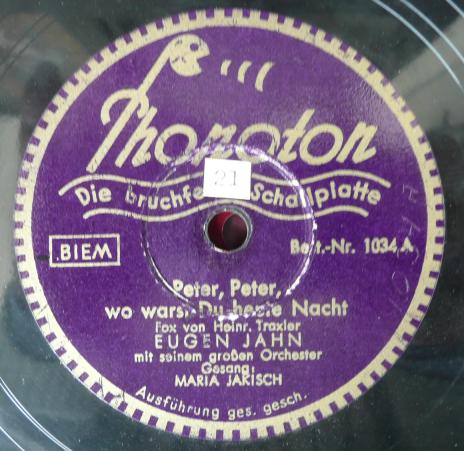 Phonoton
Die bruchfe Schallplatte
21
BIEM
Best.-Nr. 1034 A
Peter, Peter,
wo warst Du heute Nacht
Fox von Heinr. Traxler
EUGEN JAHN
mit seinem großen Orchester
Gesang:
MARIA JAKISCH
Ausführung ges. gesch.